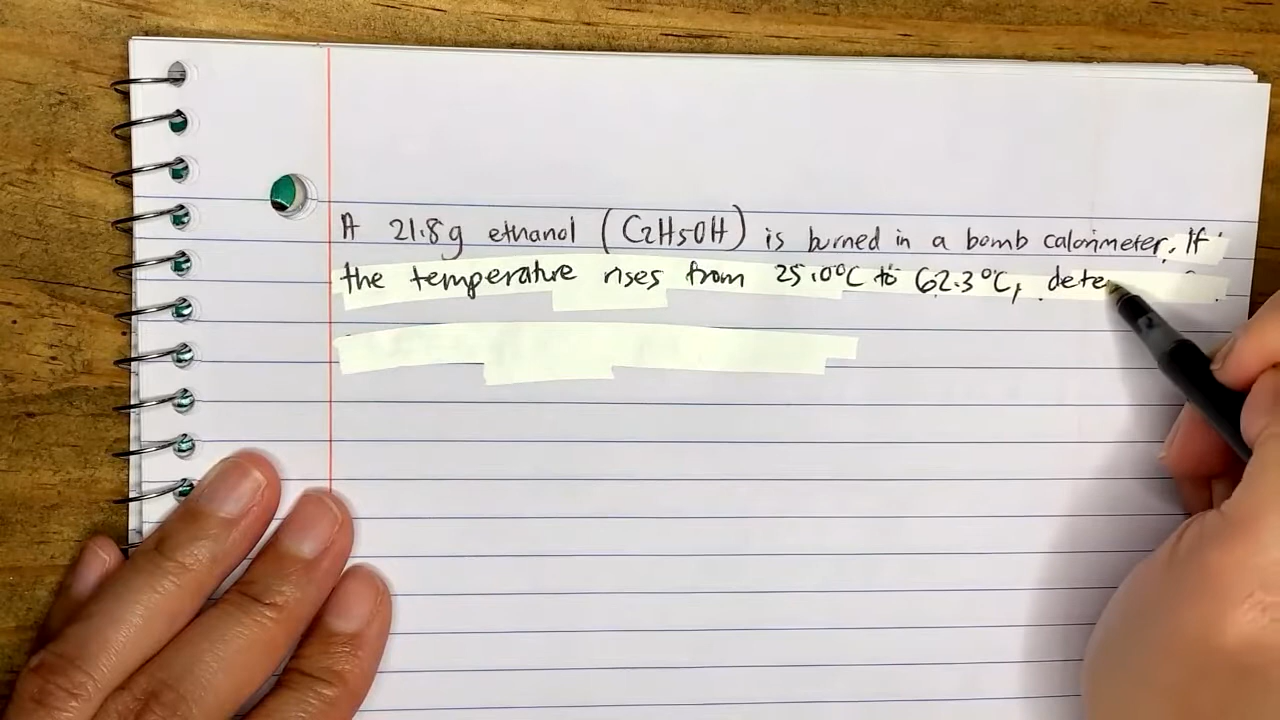 A 21.8g ethanol (C2H5OH) is burned in a bomb calorimeter. If
the temperature rises from 25.0°C to 62.3°C, dete